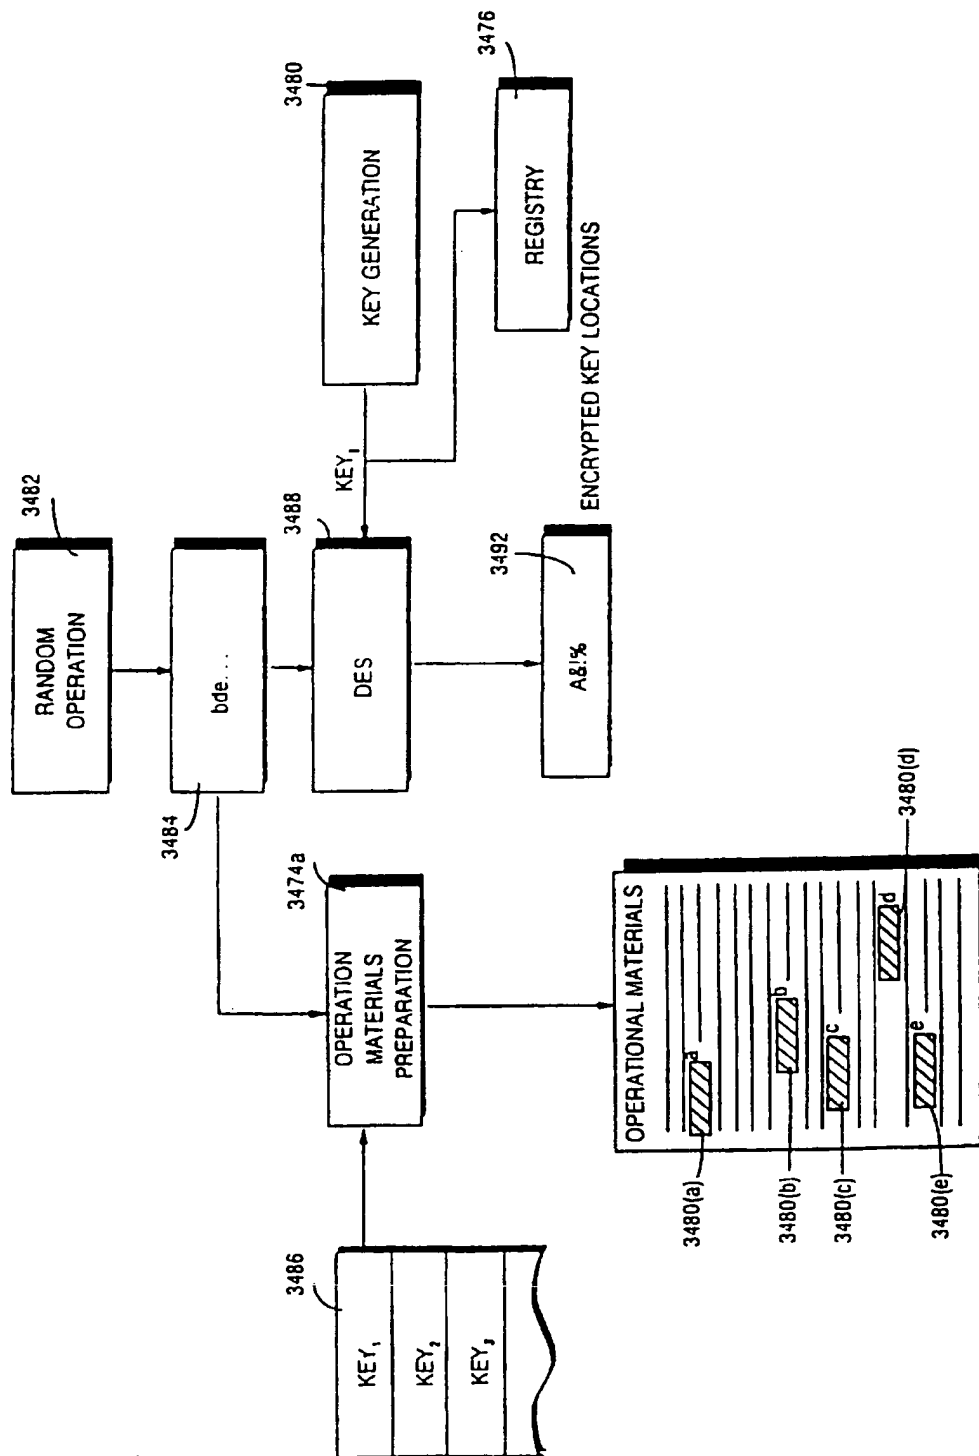 3482
RANDOM
OPERATION
3484
bde...
3488
DES
KEY₁
3480
KEY GENERATION
3476
REGISTRY
3492
A&!%
ENCRYPTED KEY LOCATIONS
3474a
OPERATION
MATERIALS
PREPARATION
3486
KEY₁
KEY₂
KEY₃
OPERATIONAL MATERIALS
a
b
c
d
e
3480(a)
3480(b)
3480(c)
3480(d)
3480(e)